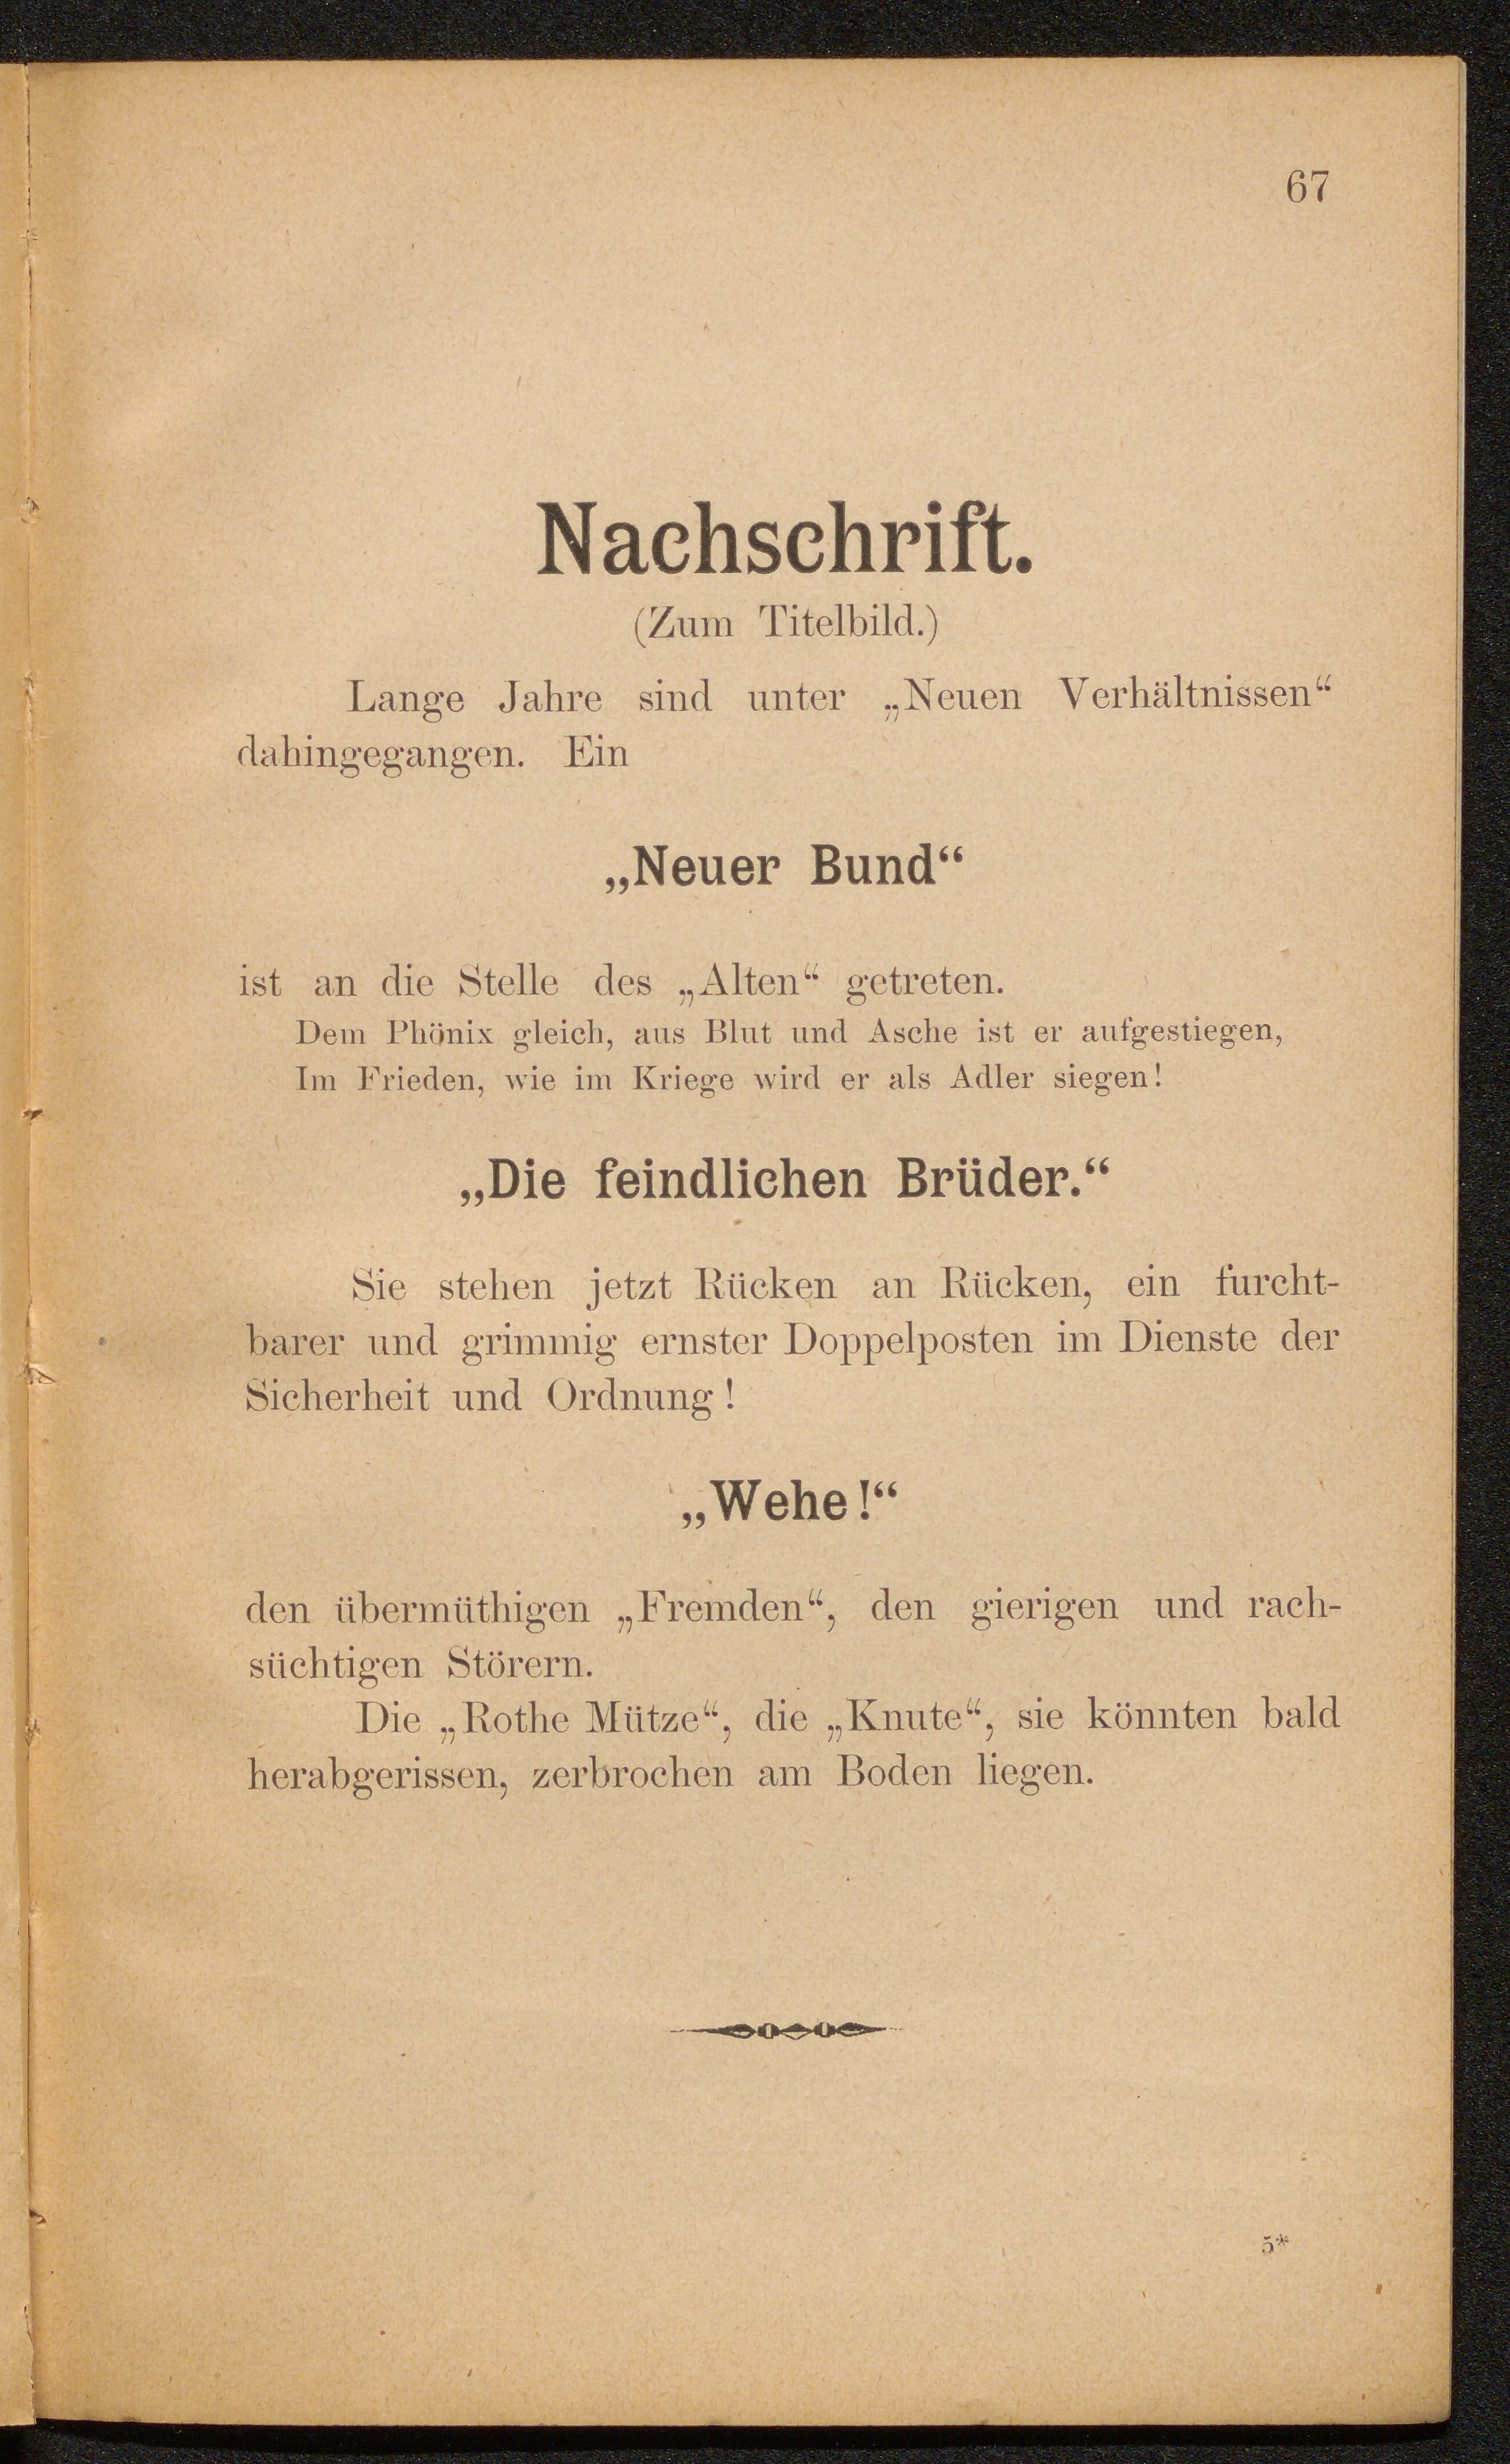 67
Nachschrift.
(Zum Titelbild.)
Lange Jahre sind unter „Neuen Verhältnissen“
dahingegangen. Ein
„Neuer Bund“
ist an die Stelle des „Alten“ getreten.
Dem Phönix gleich, aus Blut und Asche ist er aufgestiegen,
Im Frieden, wie im Kriege wird er als Adler siegen!
„Die feindlichen Brüder.“
Sie stehen jetzt Rücken an Rücken, ein furcht-
barer und grimmig ernster Doppelposten im Dienste der
Sicherheit und Ordnung!
„Wehe!“
den übermüthigen „Fremden“, den gierigen und rach-
süchtigen Störern.
Die „Rothe Mütze“, die „Knute“, sie könnten bald
herabgerissen, zerbrochen am Boden liegen.
5*